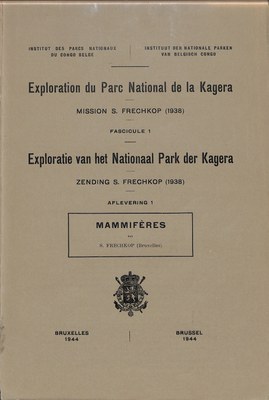 INSTITUT DES PARCS NATIONAUX
DU CONGO BELGE
INSTITUUT DER NATIONALE PARKEN
VAN BELGISCH CONGO
Exploration du Parc National de la Kagera
MISSION S. FRECHKOP (1938)
FASCICULE 1
Exploratie van het Nationaal Park der Kagera
ZENDING S. FRECHKOP (1938)
AFLEVERING 1
MAMMIFÈRES
PAR
S. FRECHKOP (Bruxelles)
BRUXELLES
1944
BRUSSEL
1944